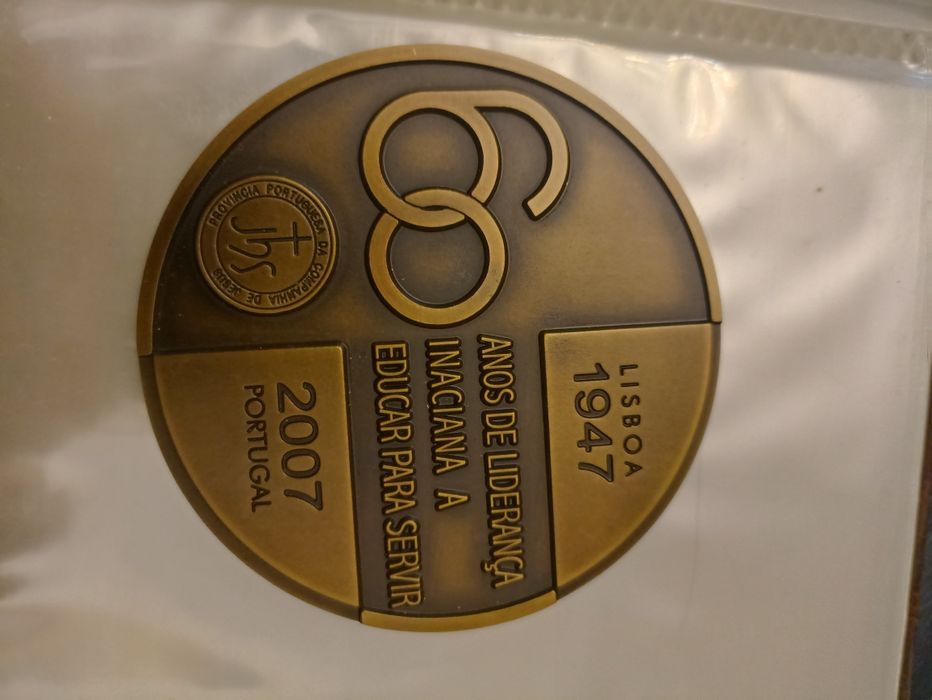 LISBOA
1947
60
ANOS DE LIDERANÇA
INACIANA A
EDUCAR PARA SERVIR
2007
PORTUGAL
PROVINCIA PORTUGUESA DA COMPANHIA DE JESUS
jhs